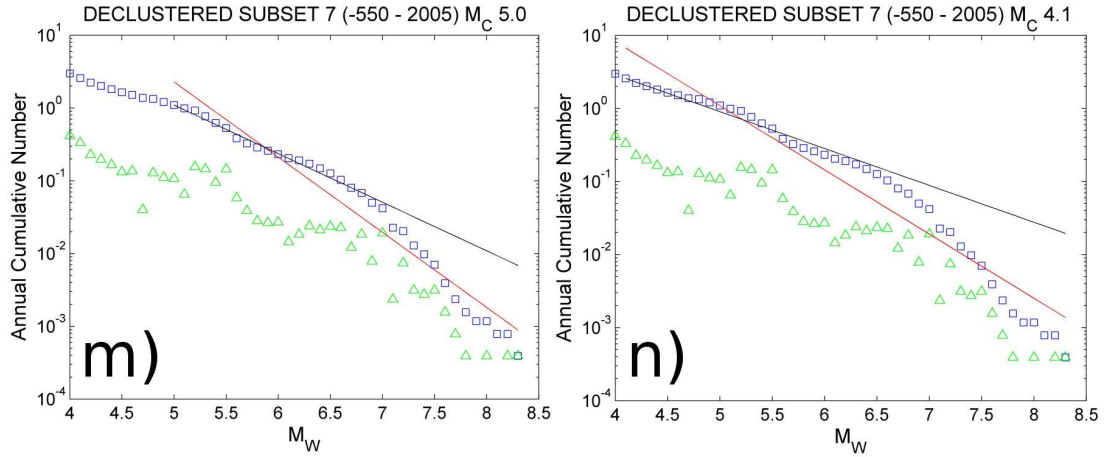 DECLUSTERED SUBSET 7 (-550 - 2005) M_C 5.0
Annual Cumulative Number
10^1
10^0
10^-1
10^-2
10^-3
10^-4
m)
4 4.5 5 5.5 6 6.5 7 7.5 8 8.5
M_W
DECLUSTERED SUBSET 7 (-550 - 2005) M_C 4.1
Annual Cumulative Number
10^1
10^0
10^-1
10^-2
10^-3
10^-4
n)
4 4.5 5 5.5 6 6.5 7 7.5 8 8.5
M_W